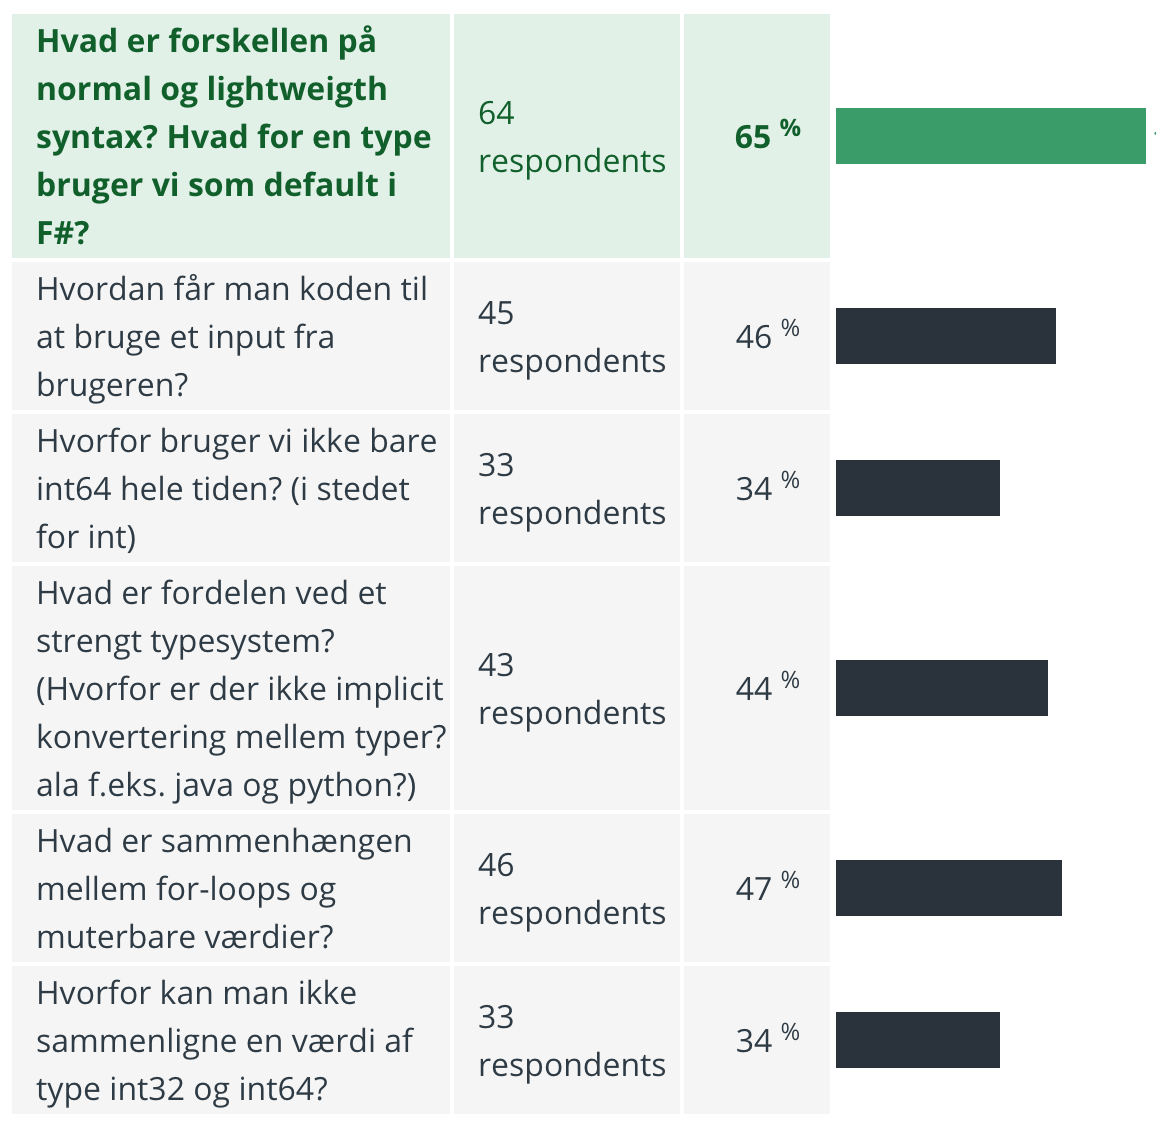 Hvad er forskellen på
normal og lightweigth
syntax? Hvad for en type
bruger vi som default i
F#?
64
respondents
65 %
Hvordan får man koden til
at bruge et input fra
brugeren?
45
respondents
46 %
Hvorfor bruger vi ikke bare
int64 hele tiden? (i stedet
for int)
33
respondents
34 %
Hvad er fordelen ved et
strengt typesystem?
(Hvorfor er der ikke implicit
konvertering mellem typer?
ala f.eks. java og python?)
43
respondents
44 %
Hvad er sammenhængen
mellem for-loops og
muterbare værdier?
46
respondents
47 %
Hvorfor kan man ikke
sammenligne en værdi af
type int32 og int64?
33
respondents
34 %